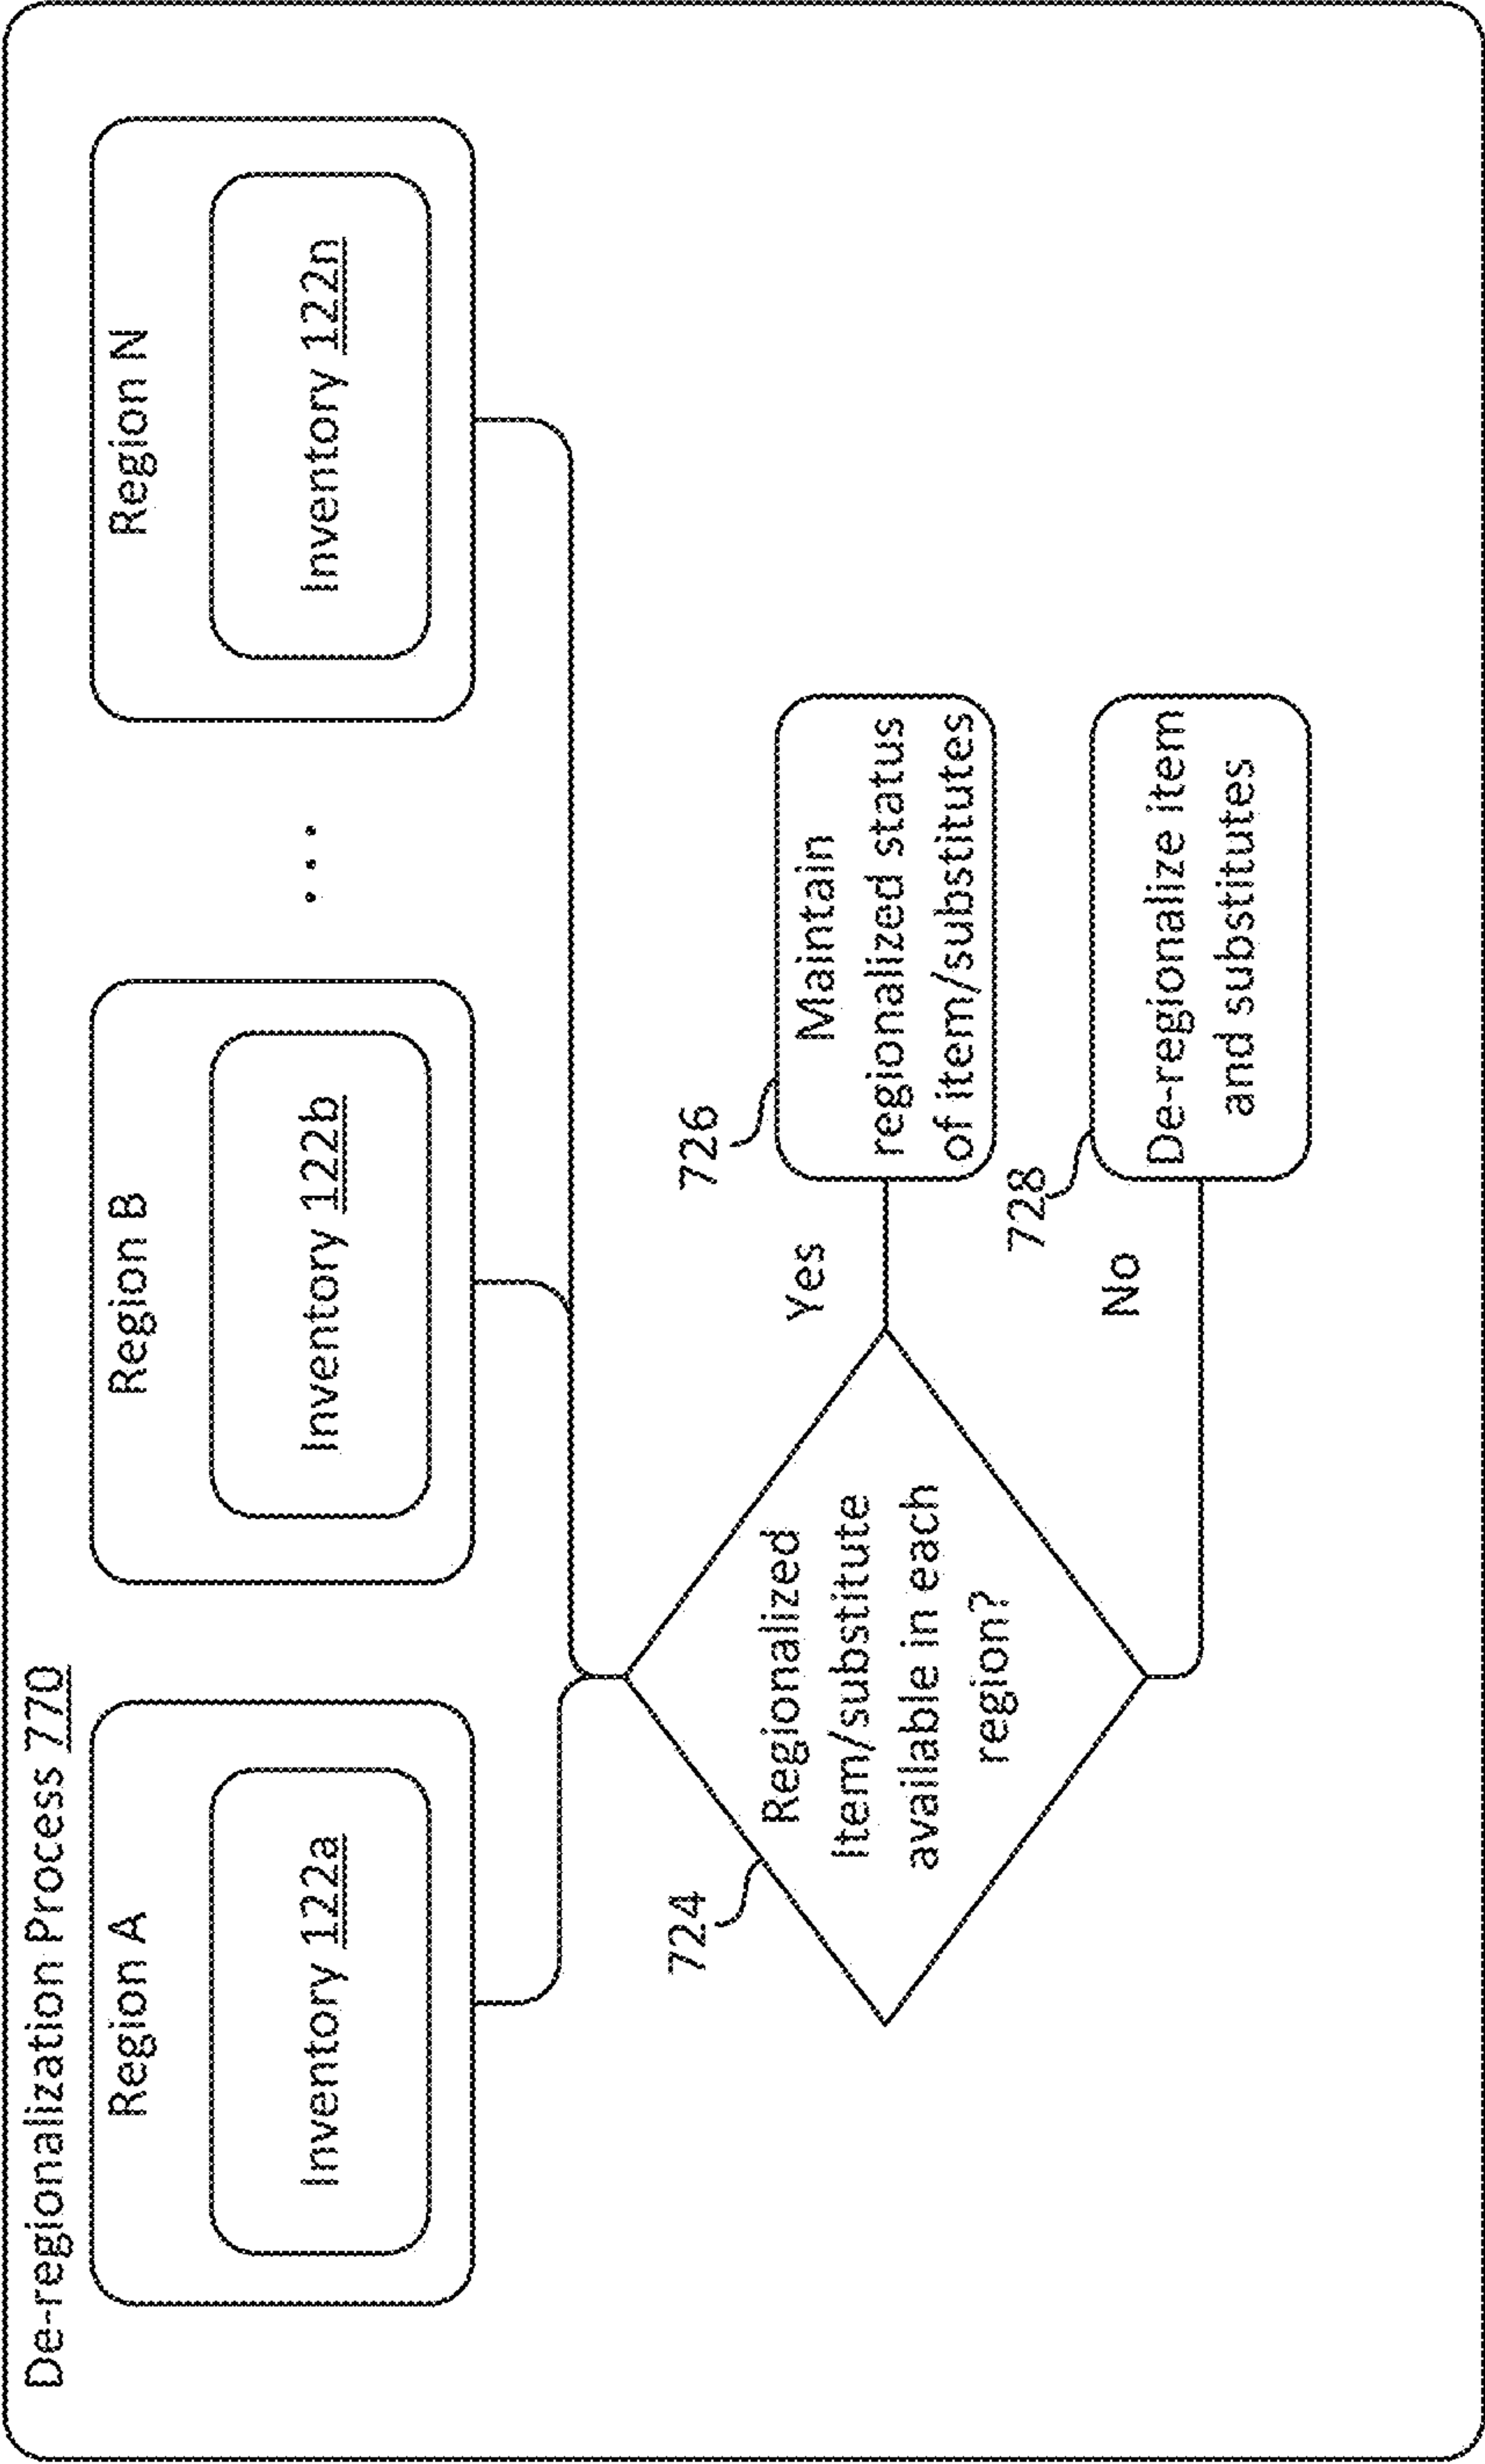 De-regionalization Process 770
Region A
Inventory 122a
Region B
Inventory 122b
...
Region N
Inventory 122n
724
Regionalized
Item/substitute
available in each
region?
Yes
726
Maintain
regionalized status
of item/substitutes
No
728
De-regionalize item
and substitutes